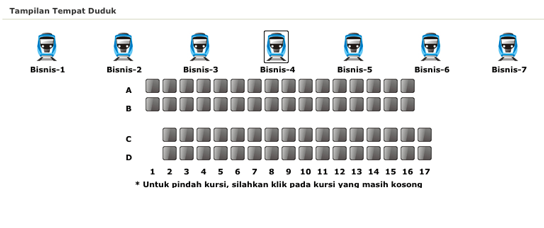 Tampilan Tempat Duduk
Bisnis-1 Bisnis-2 Bisnis-3 Bisnis-4 Bisnis-5 Bisnis-6 Bisnis-7
A
B
C
D
1 2 3 4 5 6 7 8 9 10 11 12 13 14 15 16 17
* Untuk pindah kursi, silahkan klik pada kursi yang masih kosong